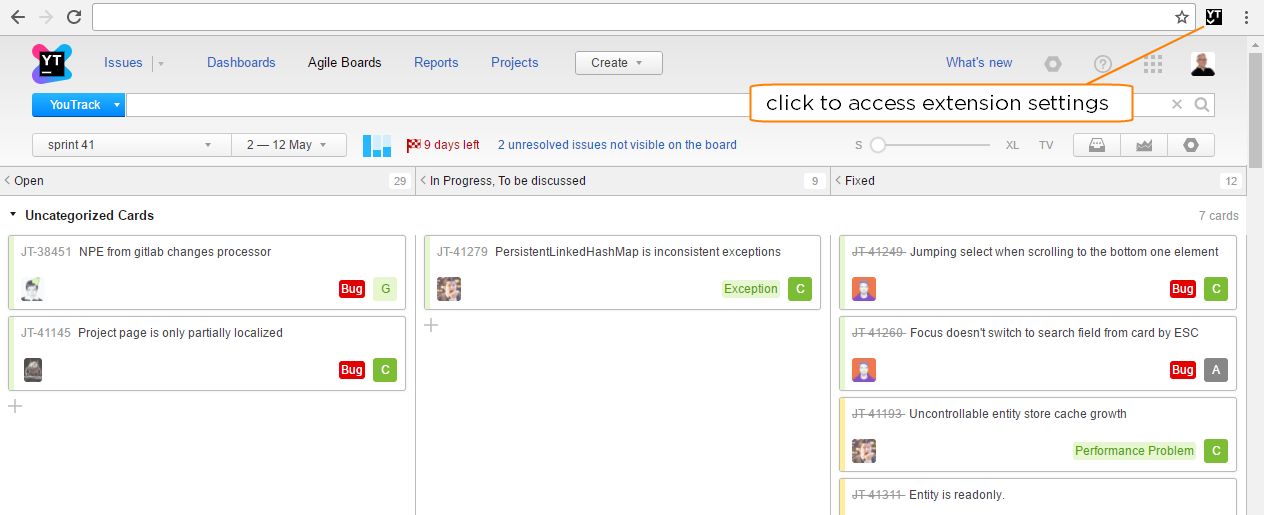 YT
YT
Issues Dashboards Agile Boards Reports Projects Create What's new
YouTrack
click to access extension settings
sprint 41 2 — 12 May 9 days left 2 unresolved issues not visible on the board S XL TV
Open 29 In Progress, To be discussed 9 Fixed 12
Uncategorized Cards 7 cards
JT-38451 NPE from gitlab changes processor
Bug G
JT-41145 Project page is only partially localized
Bug C
JT-41279 PersistentLinkedHashMap is inconsistent exceptions
Exception C
JT-41249 Jumping select when scrolling to the bottom one element
Bug C
JT-41260 Focus doesn't switch to search field from card by ESC
Bug A
JT-41193 Uncontrollable entity store cache growth
Performance Problem C
JT-41311 Entity is readonly.